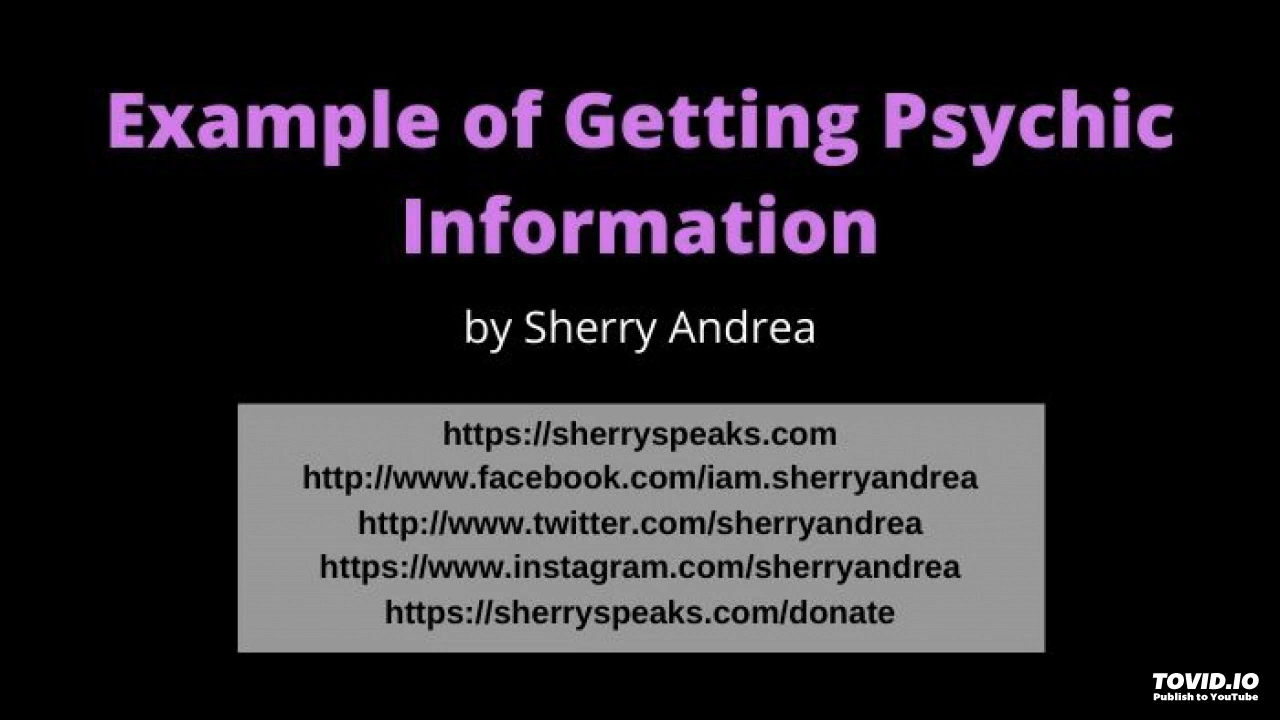 Example of Getting Psychic
Information
by Sherry Andrea
https://sherryspeaks.com
http://www.facebook.com/iam.sherryandrea
http://www.twitter.com/sherryandrea
https://www.instagram.com/sherryandrea
https://sherryspeaks.com/donate
TOVID.IO
Publish to YouTube